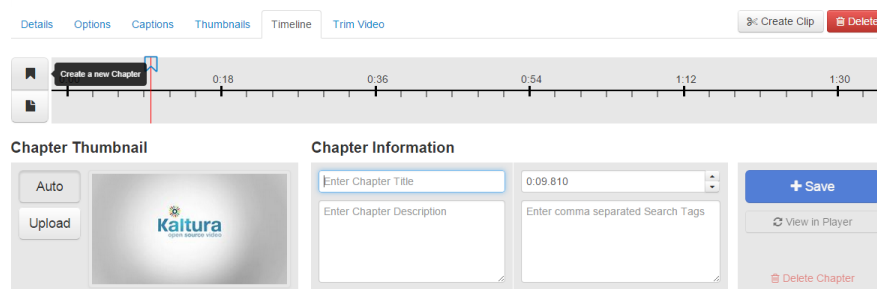 Details Options Captions Thumbnails Timeline Trim Video Create Clip Delete
Create a new Chapter
0:18 0:36 0:54 1:12 1:30
Chapter Thumbnail Chapter Information
Auto Enter Chapter Title 0:09.810 Save
Upload Kaltura Enter Chapter Description Enter comma separated Search Tags View in Player
open source video
Delete Chapter